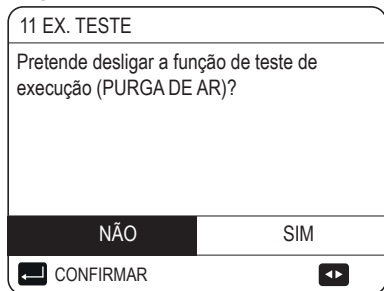 11 EX. TESTE
Pretende desligar a função de teste de
execução (PURGA DE AR)?
NÃO SIM
CONFIRMAR